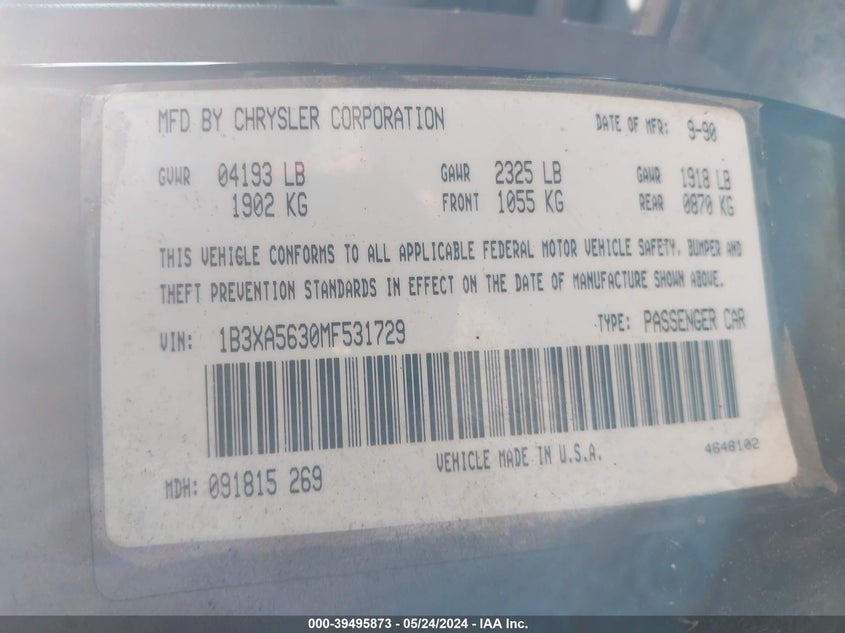 MFD BY CHRYSLER CORPORATION DATE OF MFR: 9-90
GVWR 04193 LB GAWR 2325 LB GAWR 1918 LB
1902 KG FRONT 1055 KG REAR 0870 KG
THIS VEHICLE CONFORMS TO ALL APPLICABLE FEDERAL MOTOR VEHICLE SAFETY, BUMPER AND
THEFT PREVENTION STANDARDS IN EFFECT ON THE DATE OF MANUFACTURE SHOWN ABOVE.
VIN: 1B3XA5630MF531729 TYPE: PASSENGER CAR
MDH: 091815 269 VEHICLE MADE IN U.S.A. 4648102
000-39495873 - 05/24/2024 - IAA Inc.